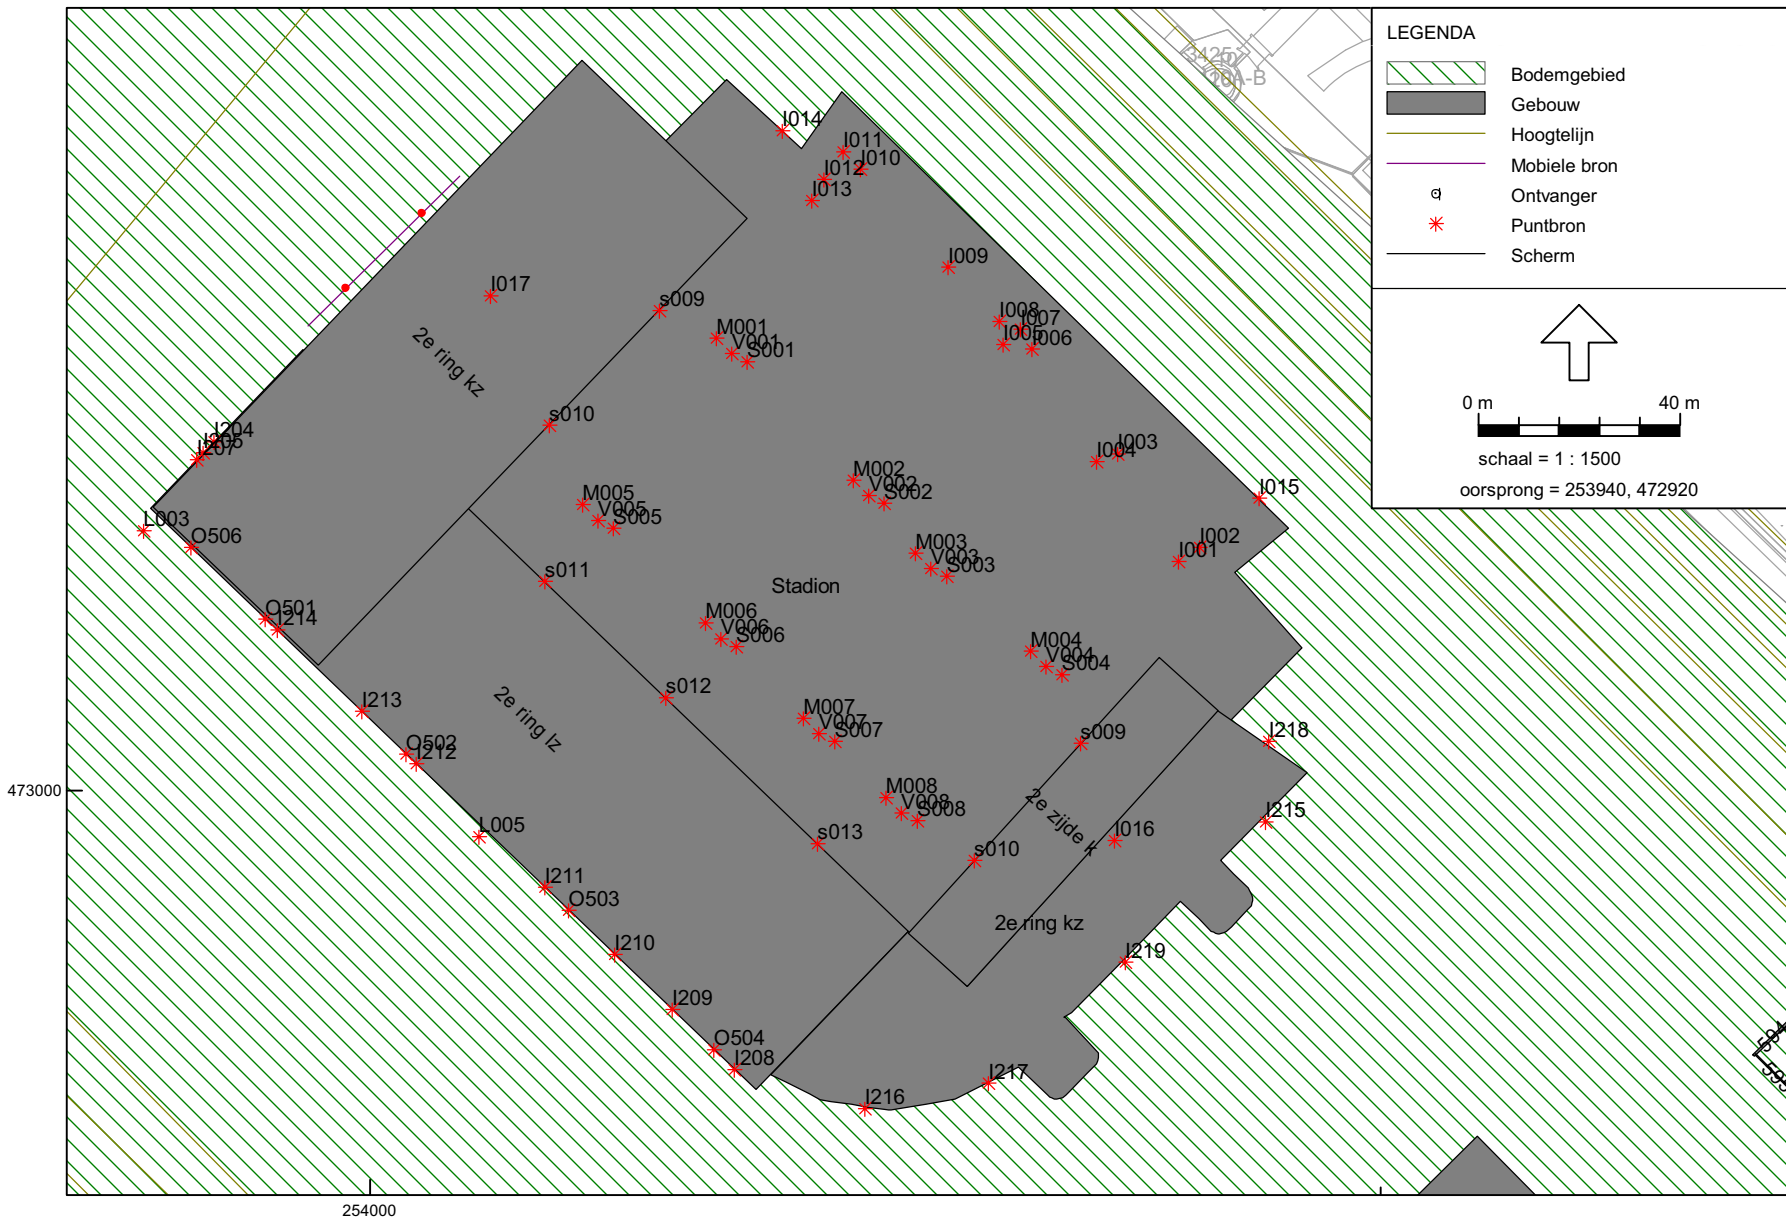 LEGENDA
Bodemgebied
Gebouw
Hoogtelijn
Mobiele bron
Ontvanger
Puntbron
Scherm
0 m 40 m
schaal = 1 : 1500
oorsprong = 253940, 472920
3425
A-B
I014
I011
I010
I012
I013
I009
I017
s009
I008
I007
I005
I006
M001
V001
S001
2e ring kz
s010
I204
I207
I003
I004
M002
V002
S002
I015
M005
V005
S005
L003
O506
M003
V003
S003
I002
I001
s011
Stadion
O501
I214
M006
V006
S006
M004
V004
S004
s012
I213
2e ring lz
M007
V007
S007
s009
I218
O502
I212
473000
M008
V008
S008
2e zijde k
I215
L005
s013
s010
I016
I211
O503
2e ring kz
I210
I219
I209
O504
I208
I217
I216
254000